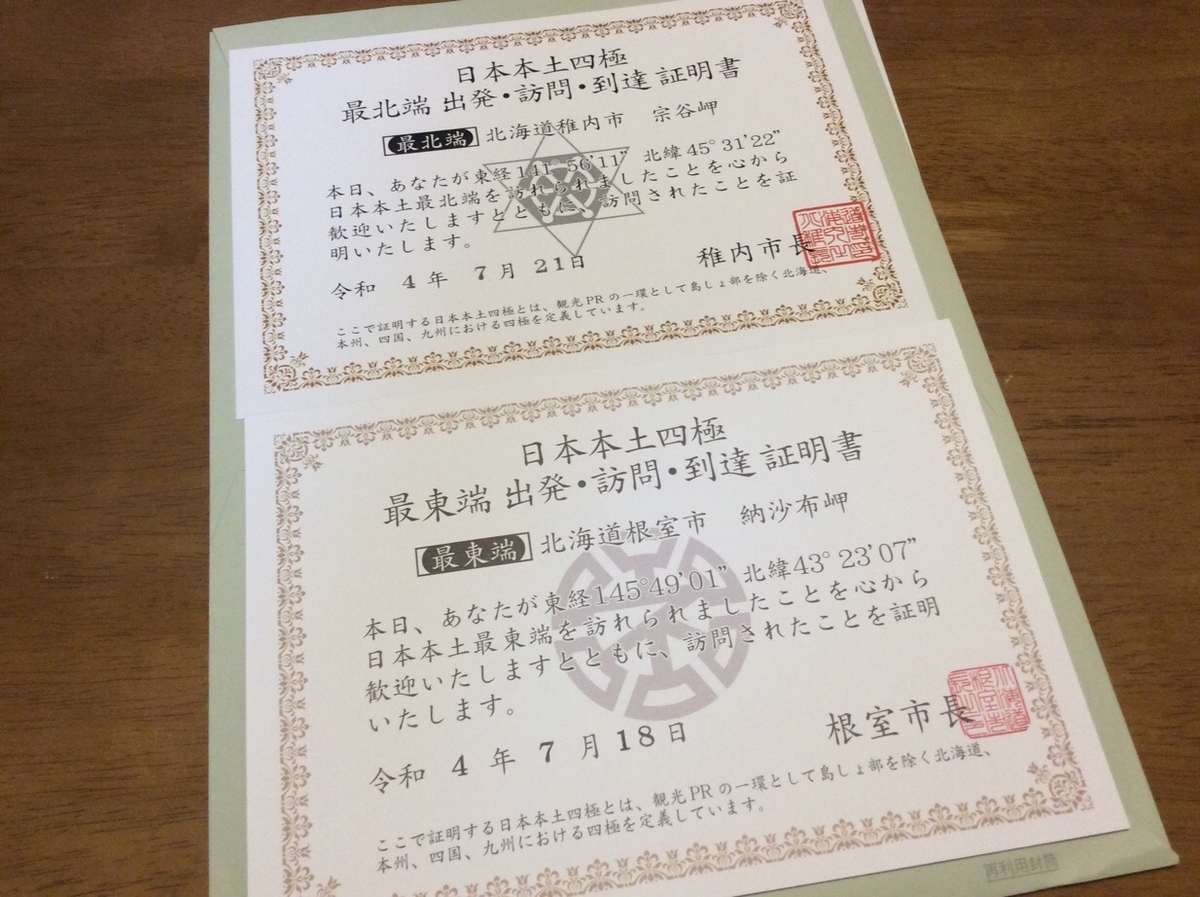 日本本土四極
最北端 出発・訪問・到達 証明書
【最北端】 北海道稚内市 宗谷岬
本日、あなたが東経141°56’11” 北緯45°31’22”
日本本土最北端を訪れられましたことを心から
歓迎いたしますとともに、訪問されたことを証
明いたします。
令和 4 年 7 月 21日
稚内市長
ここで証明する日本本土四極とは、観光PRの一環として島しょ部を除く北海道、
本州、四国、九州における四極を定義しています。
日本本土四極
最東端 出発・訪問・到達 証明書
【最東端】 北海道根室市 納沙布岬
本日、あなたが東経145°49’01” 北緯43°23’07”
日本本土最東端を訪れられましたことを心から
歓迎いたしますとともに、訪問されたことを証明
いたします。
令和 4 年 7 月 18日
根室市長
ここで証明する日本本土四極とは、観光PRの一環として島しょ部を除く北海道、
本州、四国、九州における四極を定義しています。
再利用封筒